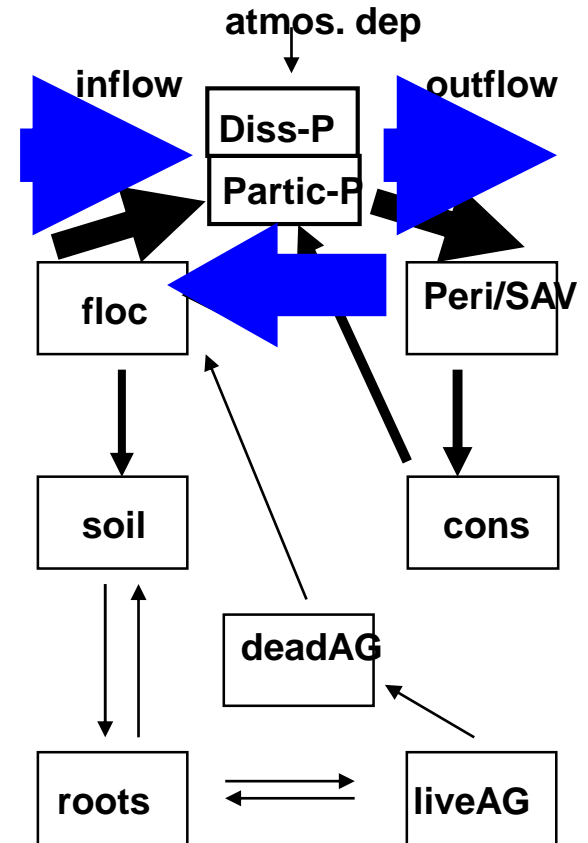 atmos. dep
inflow
outflow
Diss-P
Partic-P
floc
Peri/SAV
soil
cons
deadAG
roots
liveAG